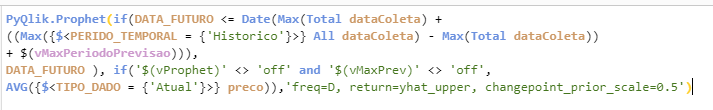 PyQlik.Prophet(if(DATA_FUTURO <= Date(Max(Total dataColeta) +
((Max({$<PERIDO_TEMPORAL = {'Historico'}>} All dataColeta) - Max(Total dataColeta))
+ $(vMaxPeriodoPrevisao))),
DATA_FUTURO ), if('$(vProphet)' <> 'off' and '$(vMaxPrev)' <> 'off',
AVG({$<TIPO_DADO = {'Atual'}>} preco)),'freq=D, return=yhat_upper, changepoint_prior_scale=0.5')